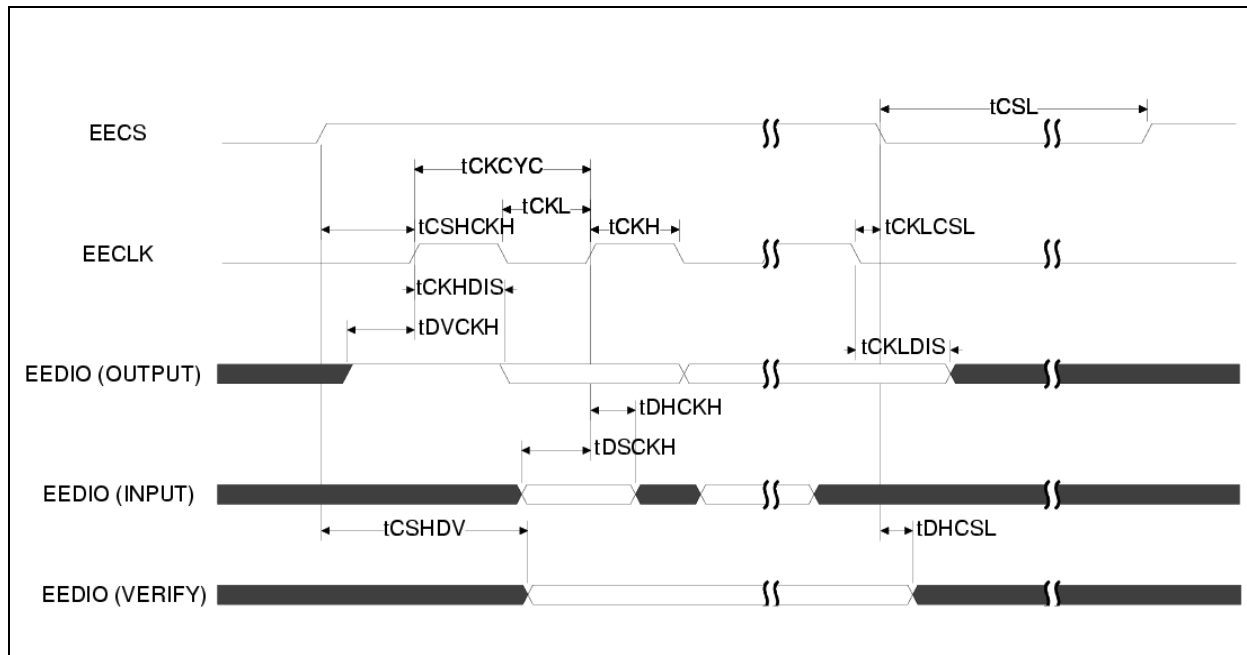 tCSL
EECS
tCKCYC
tCKL
tCSHCKH
tCKH
tCKLCSL
EECLK
tCKHDIS
tDVCKH
tCKLDIS
EEDIO (OUTPUT)
tDHCKH
tDSCKH
EEDIO (INPUT)
tCSHDV
tDHCSL
EEDIO (VERIFY)